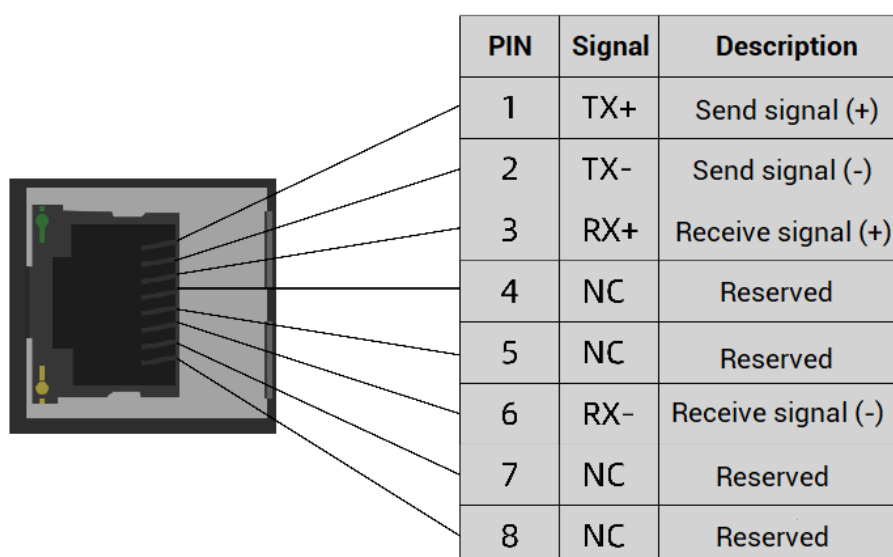 PIN Signal Description
1 TX+ Send signal (+)
2 TX- Send signal (-)
3 RX+ Receive signal (+)
4 NC Reserved
5 NC Reserved
6 RX- Receive signal (-)
7 NC Reserved
8 NC Reserved